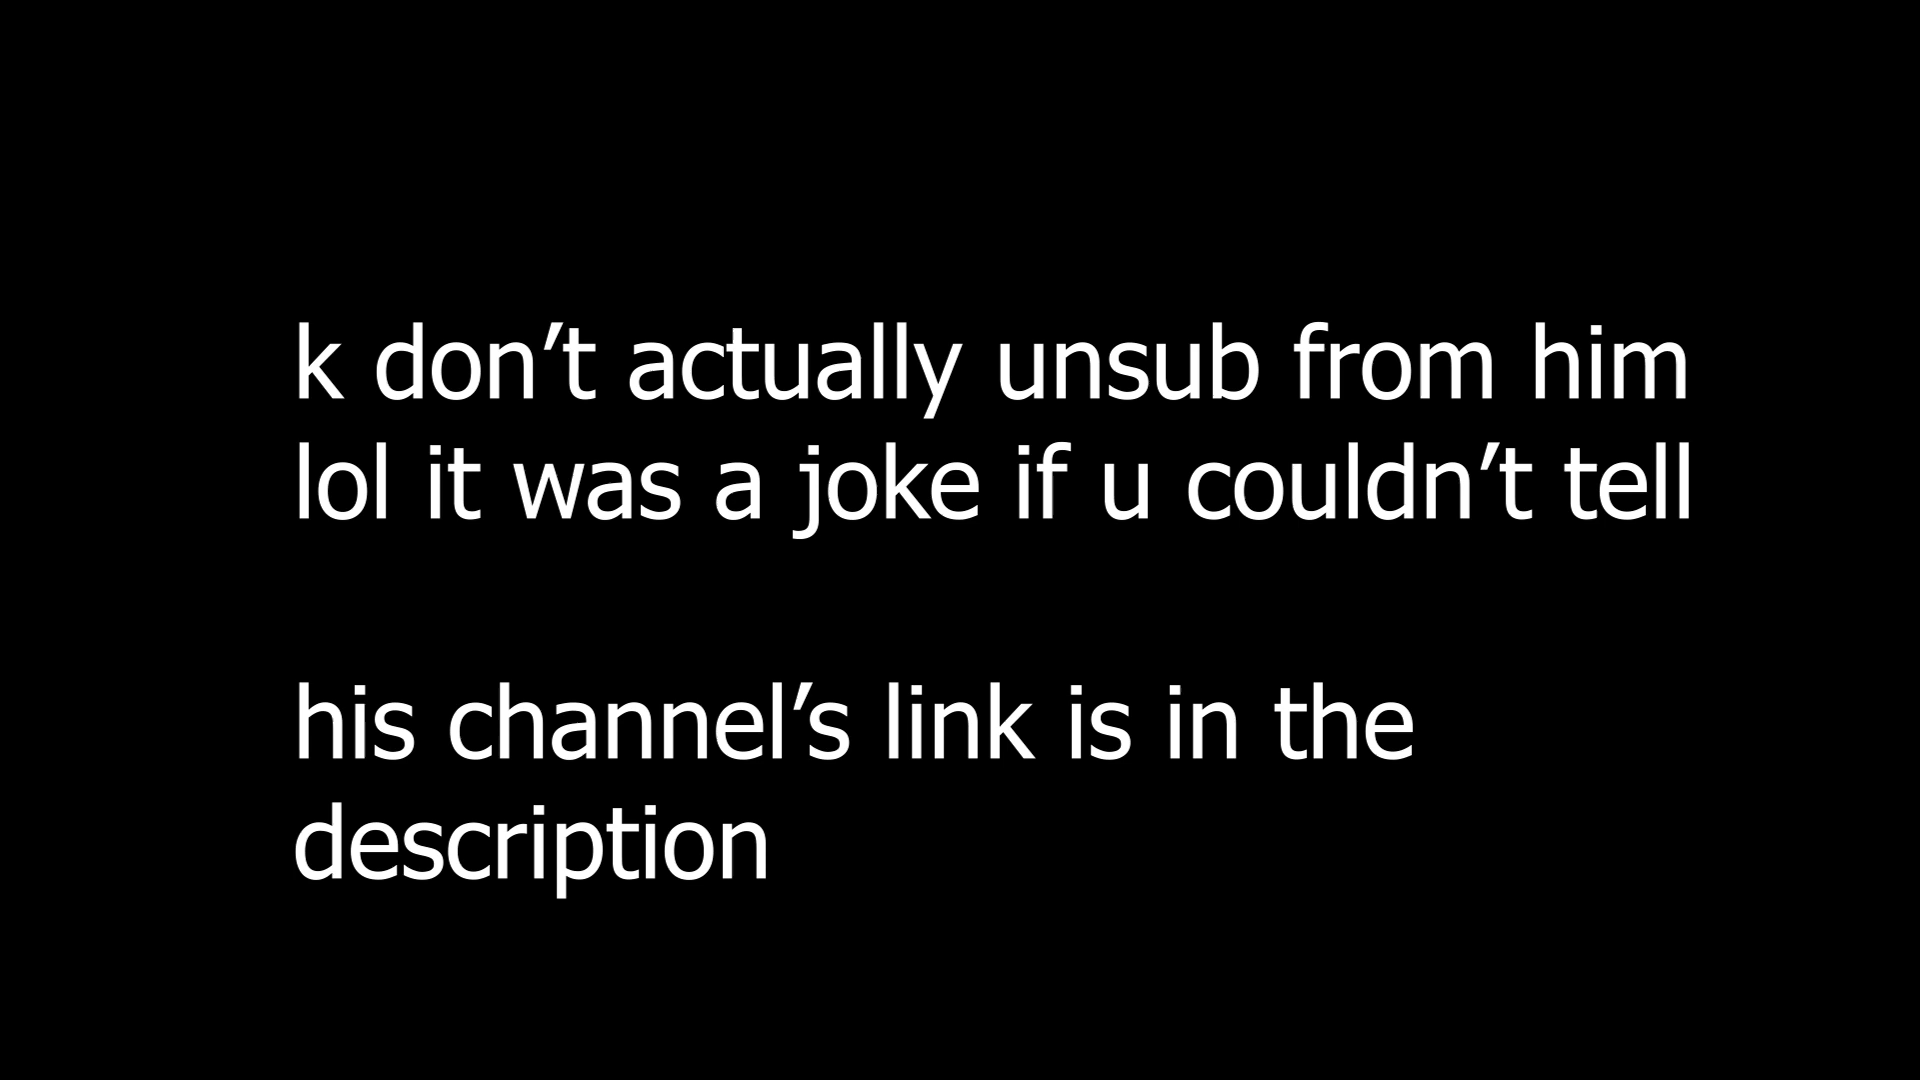 k don’t actually unsub from him
lol it was a joke if u couldn’t tell
his channel’s link is in the
description